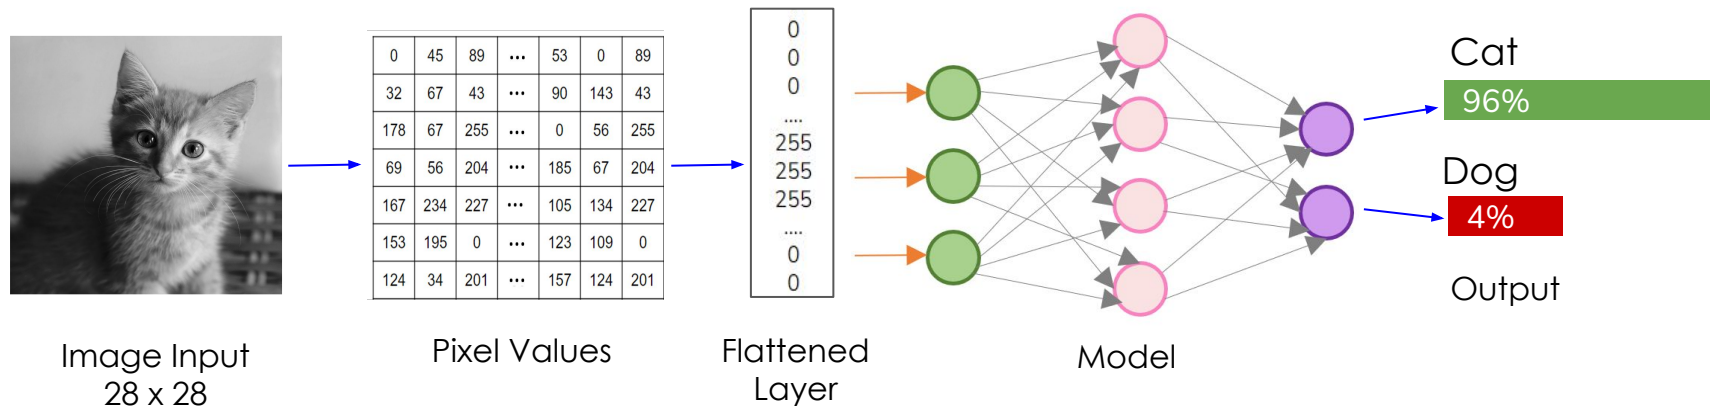 0 45 89 ... 53 0 89
32 67 43 ... 90 143 43
178 67 255 ... 0 56 255
69 56 204 ... 185 67 204
167 234 227 ... 105 134 227
153 195 0 ... 123 109 0
124 34 201 ... 157 124 201
0
0
0
....
255
255
255
....
0
0
Cat
96%
Dog
4%
Output
Image Input
28 x 28
Pixel Values
Flattened
Layer
Model